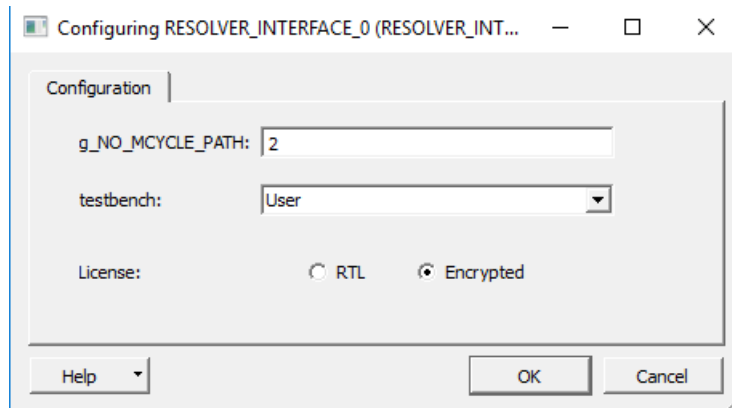 Configuring RESOLVER_INTERFACE_0 (RESOLVER_INT...
Configuration
g_NO_MCYCLE_PATH: 2
testbench: User
License: RTL Encrypted
Help OK Cancel